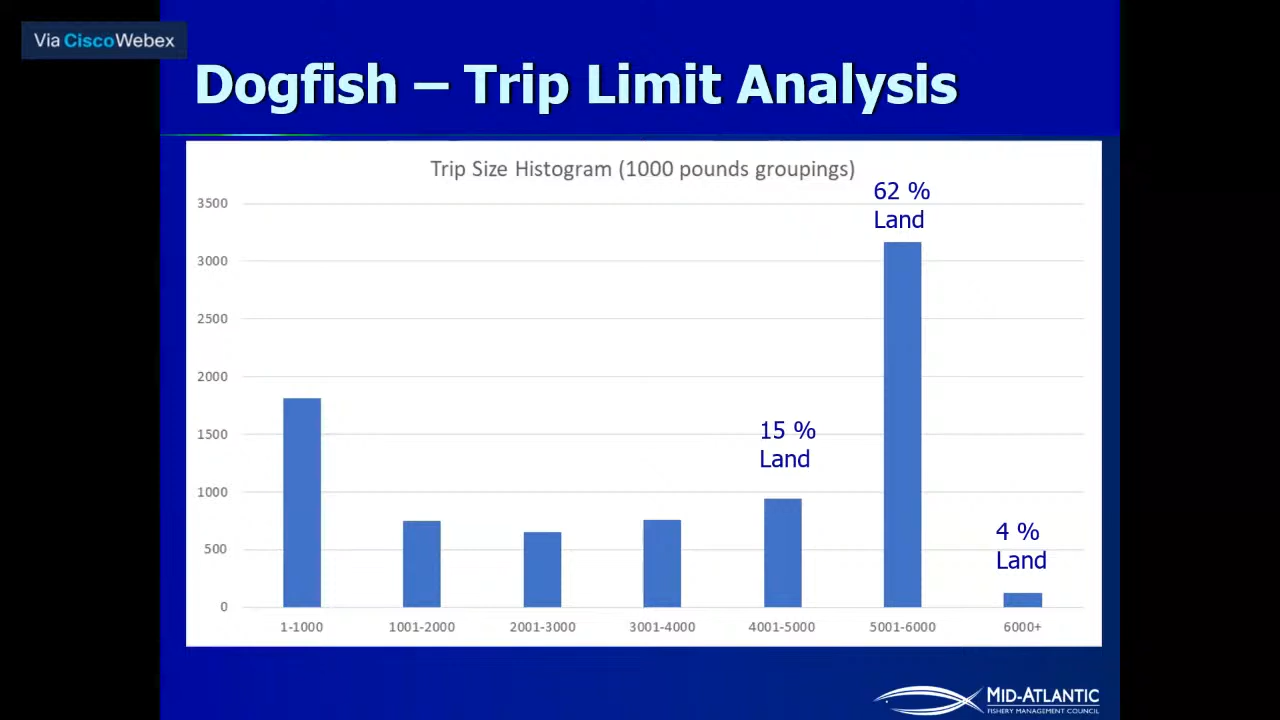 Via CiscoWebex
Dogfish – Trip Limit Analysis
Trip Size Histogram (1000 pounds groupings)
62 %
Land
3500
3000
2500
2000
15 %
Land
1500
1000
4 %
Land
500
0
1-1000 1001-2000 2001-3000 3001-4000 4001-5000 5001-6000 6000+
MID-ATLANTIC
FISHERY MANAGEMENT COUNCIL